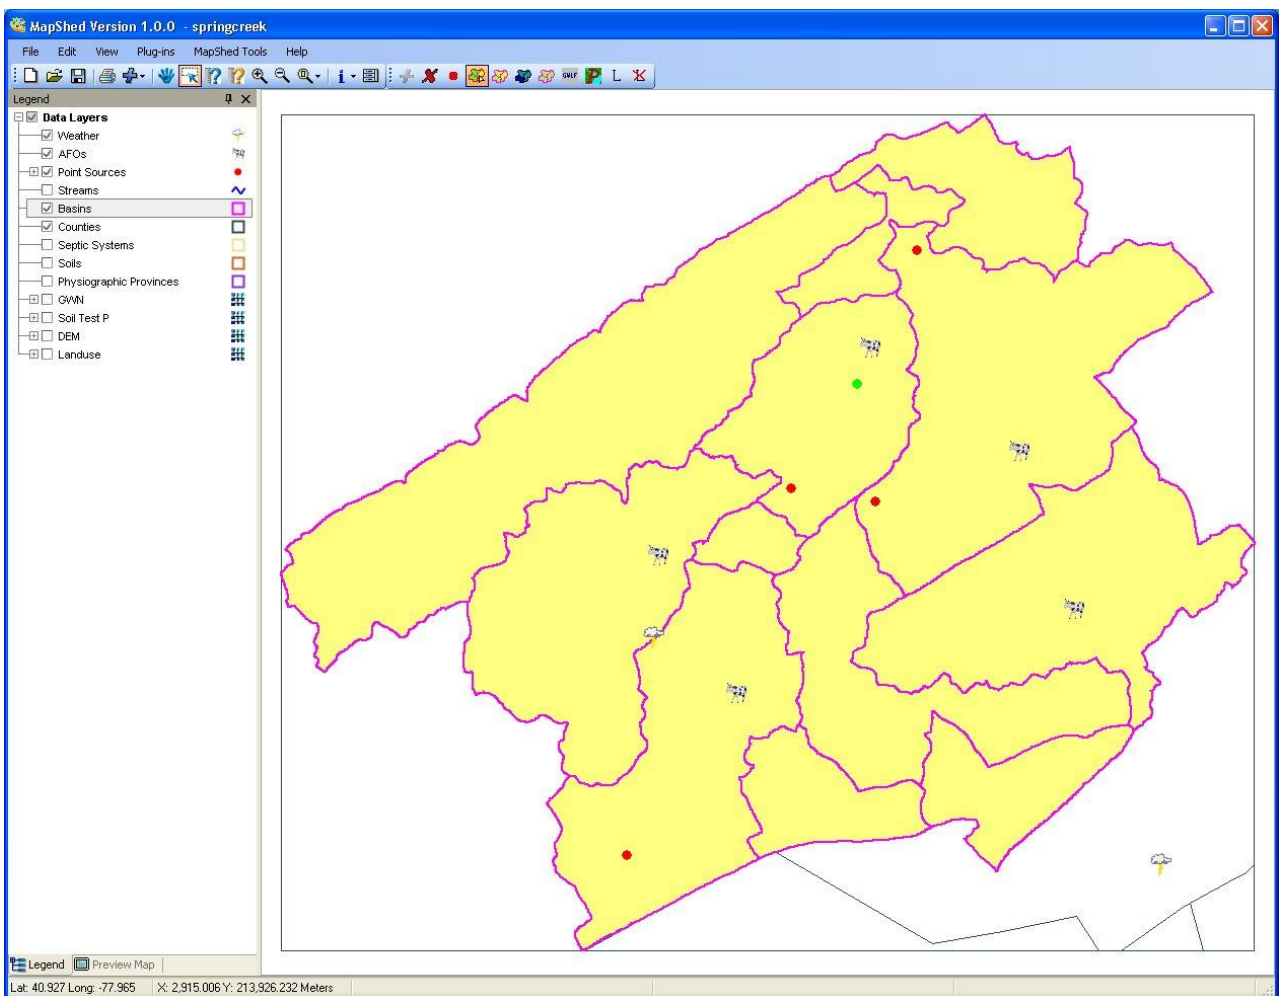 MapShed Version 1.0.0 - springcreek
File Edit View Plug-ins MapShed Tools Help
GWLF P L K
Legend
Data Layers
Weather
AFOs
Point Sources
Streams
Basins
Counties
Septic Systems
Soils
Physiographic Provinces
GWN
Soil Test P
DEM
Landuse
Legend Preview Map
Lat: 40.927 Long: -77.965 X: 2,915.006 Y: 213,926.232 Meters